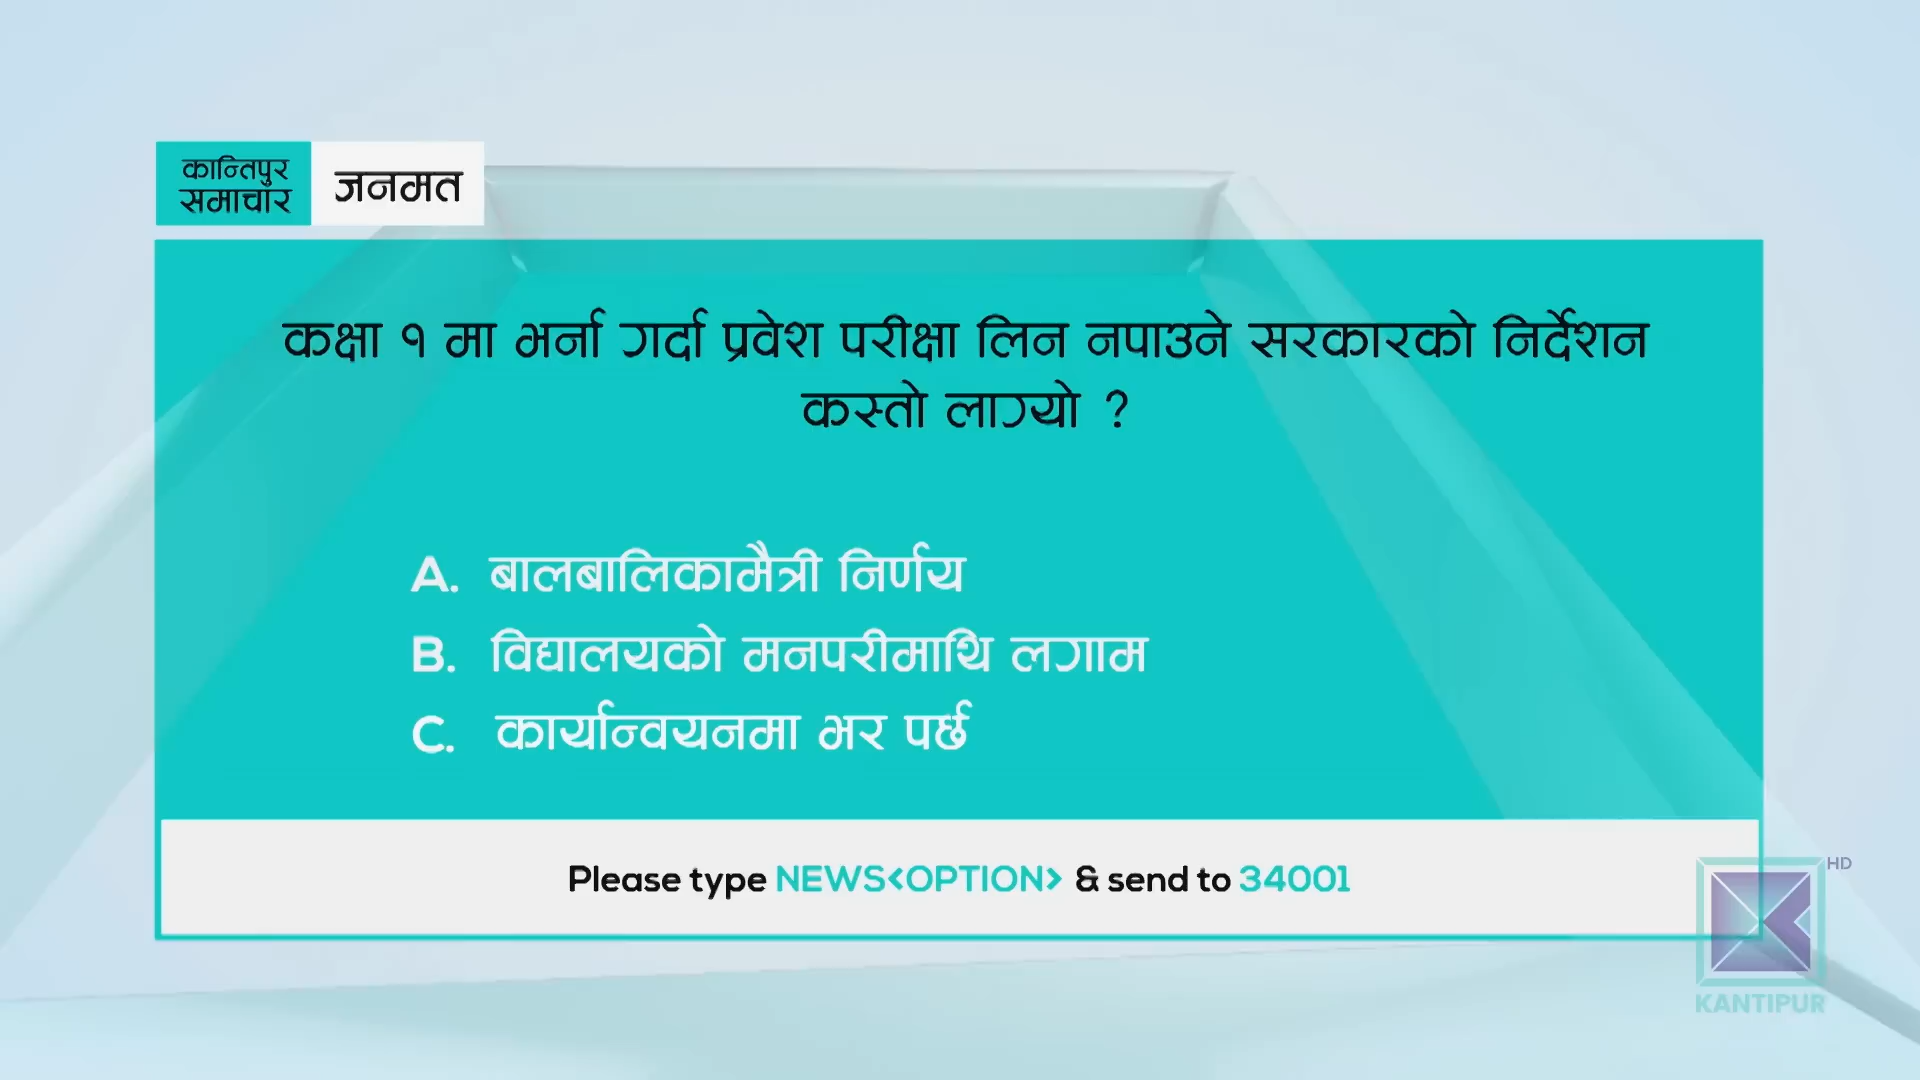 कान्तिपुर
समाचार
जनमत
कक्षा १ मा भर्ना गर्दा प्रवेश परीक्षा लिन नपाउने सरकारको निर्देशन
कस्तो लाग्यो ?
A. बालबालिकामैत्री निर्णय
B. विद्यालयको मनपरीमाथि लगाम
C. कार्यान्वयनमा भर पर्छ
Please type NEWS<OPTION> & send to 34001
HD
KANTIPUR